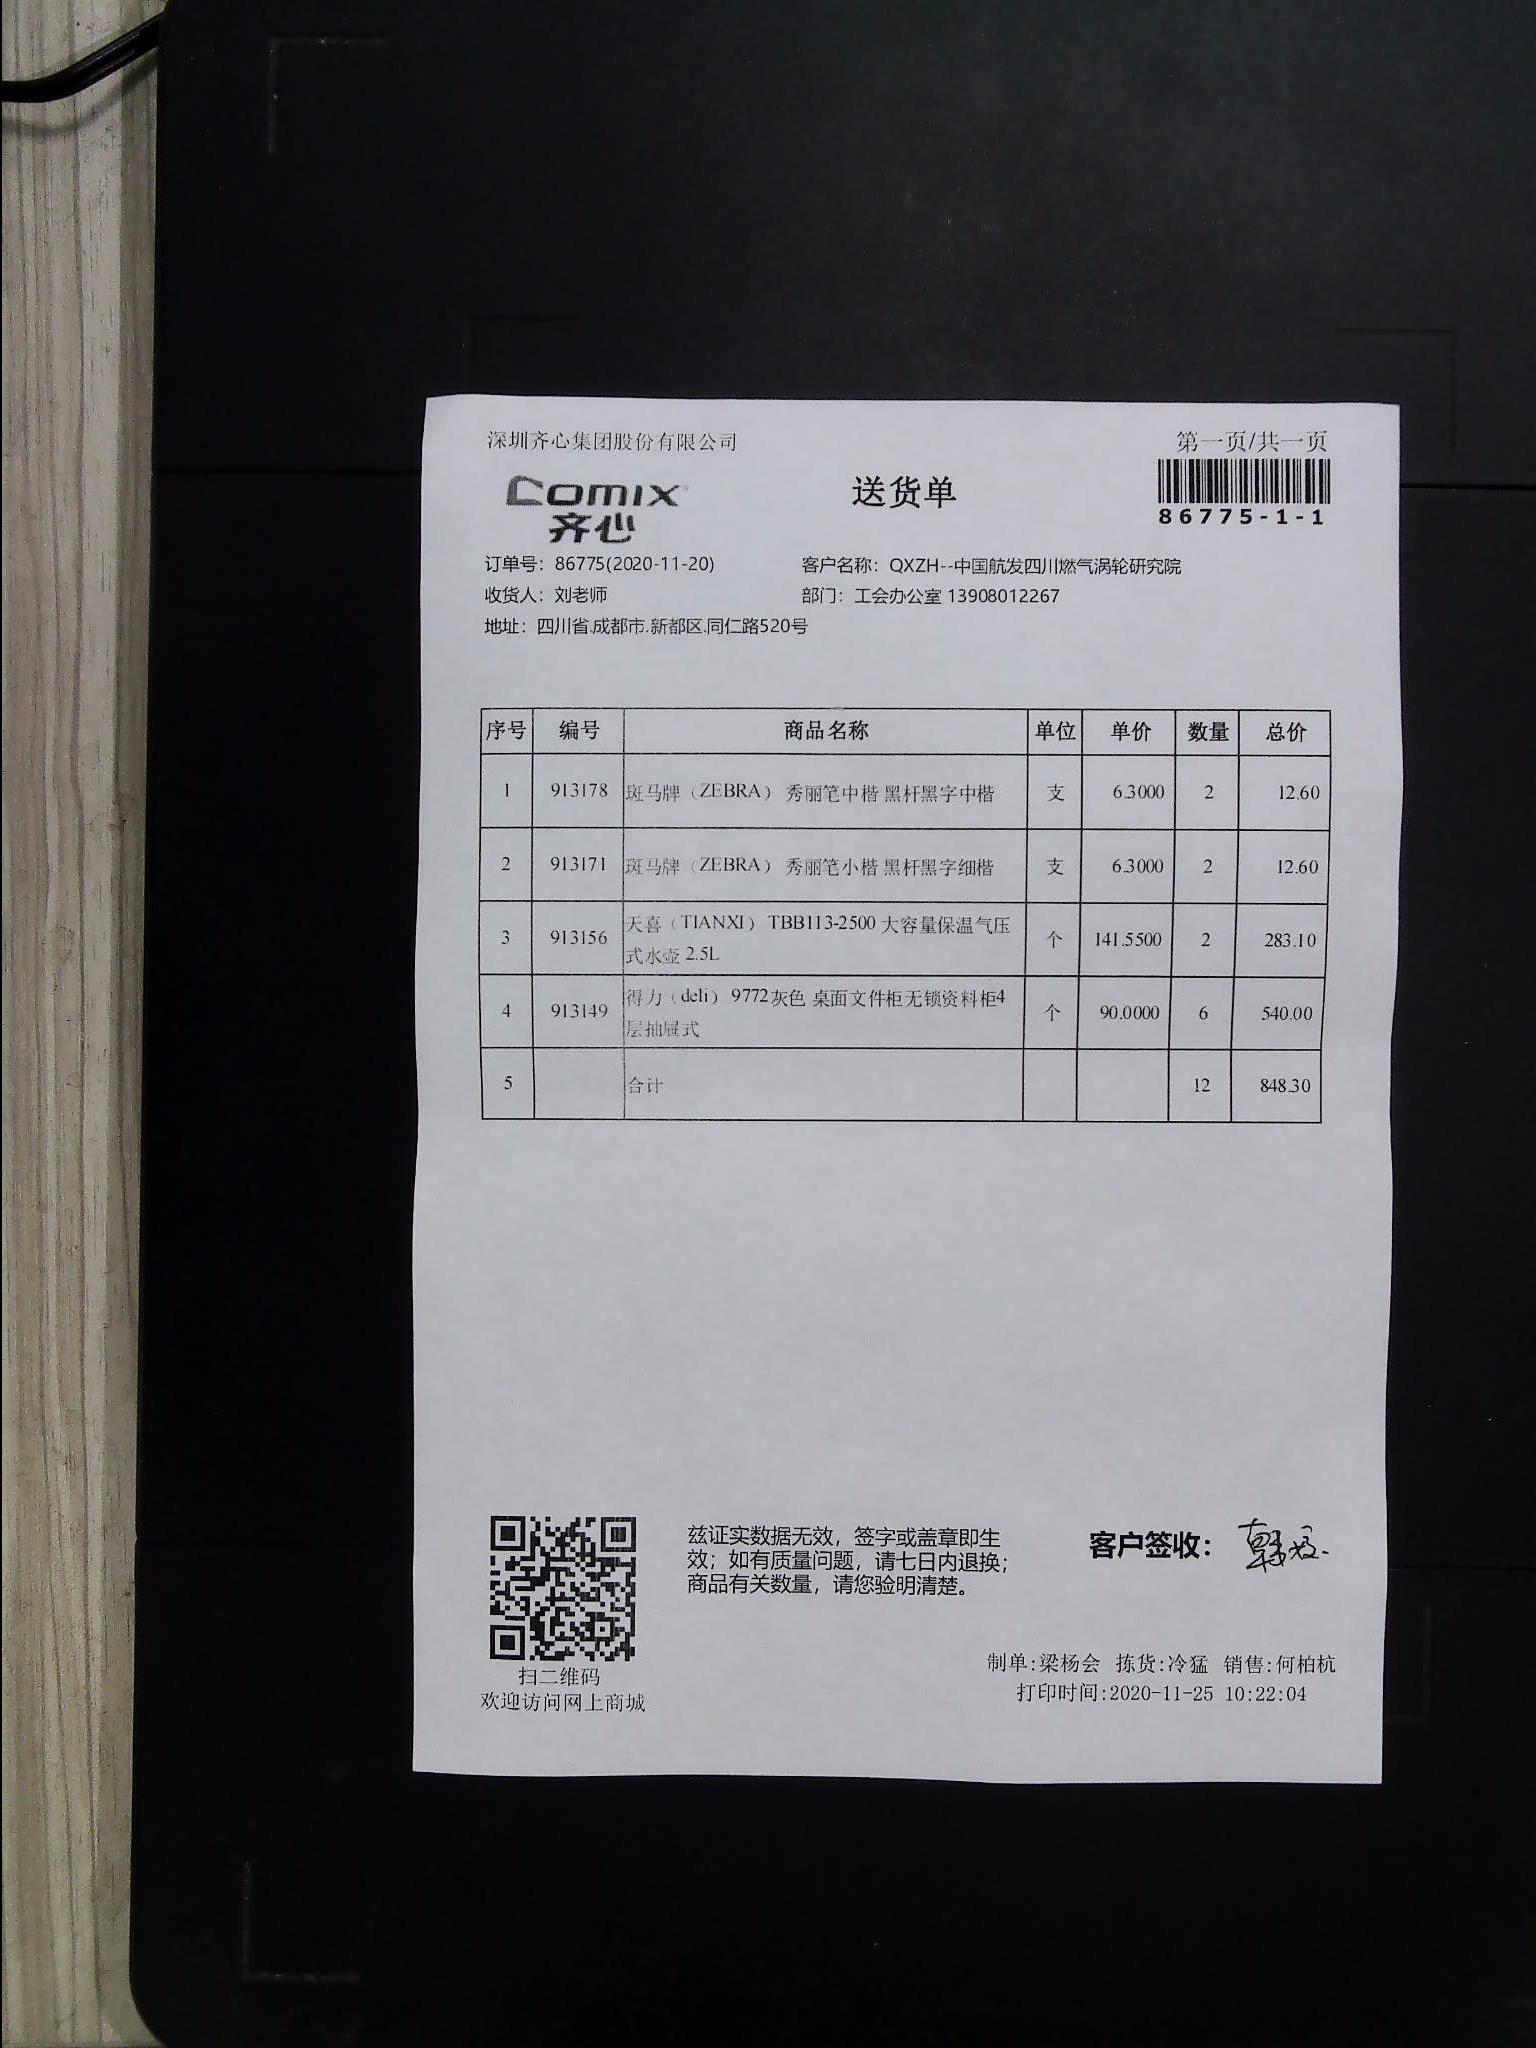 深圳齐心集团股份有限公司
第一页/共一页
comix
齐心
送货单
86775-1-1
订单号：86775(2020-11-20)
客户名称：QXZH--中国航发四川燃气涡轮研究院
收货人：刘老师
部门：工会办公室 13908012267
地址：四川省.成都市.新都区.同仁路520号
序号 编号 商品名称 单位 单价 数量 总价
1 913178 斑马牌（ZEBRA） 秀丽笔中楷 黑杆黑字中楷 支 6.3000 2 12.60
2 913171 斑马牌（ZEBRA） 秀丽笔小楷 黑杆黑字细楷 支 6.3000 2 12.60
3 913156 天喜（TIANXI） TBB113-2500 大容量保温气压
式水壶 2.5L 个 141.5500 2 283.10
4 913149 得力（deli） 9772灰色 桌面文件柜无锁资料柜4
层抽屉式 个 90.0000 6 540.00
5 合计 12 848.30
兹证实数据无效，签字或盖章即生
效；如有质量问题，请七日内退换；
商品有关数量，请您验明清楚。
客户签收：
扫二维码
欢迎访问网上商城
制单:梁杨会 拣货:冷猛 销售:何柏杭
打印时间:2020-11-25 10:22:04